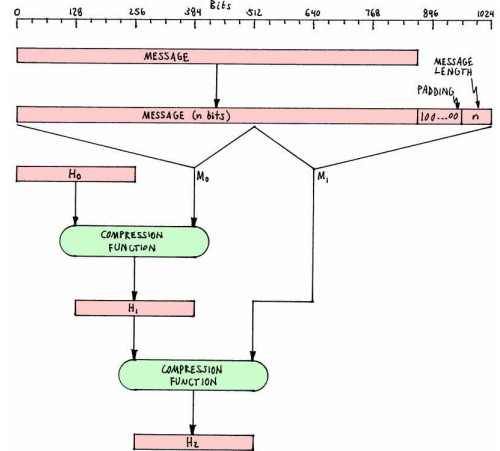 Bits
0 128 256 384 512 640 768 896 1024
MESSAGE
MESSAGE LENGTH
PADDING
MESSAGE (n bits)
100...00
n
H₀
M₀
M₁
COMPRESSION
FUNCTION
H₁
COMPRESSION
FUNCTION
H₂